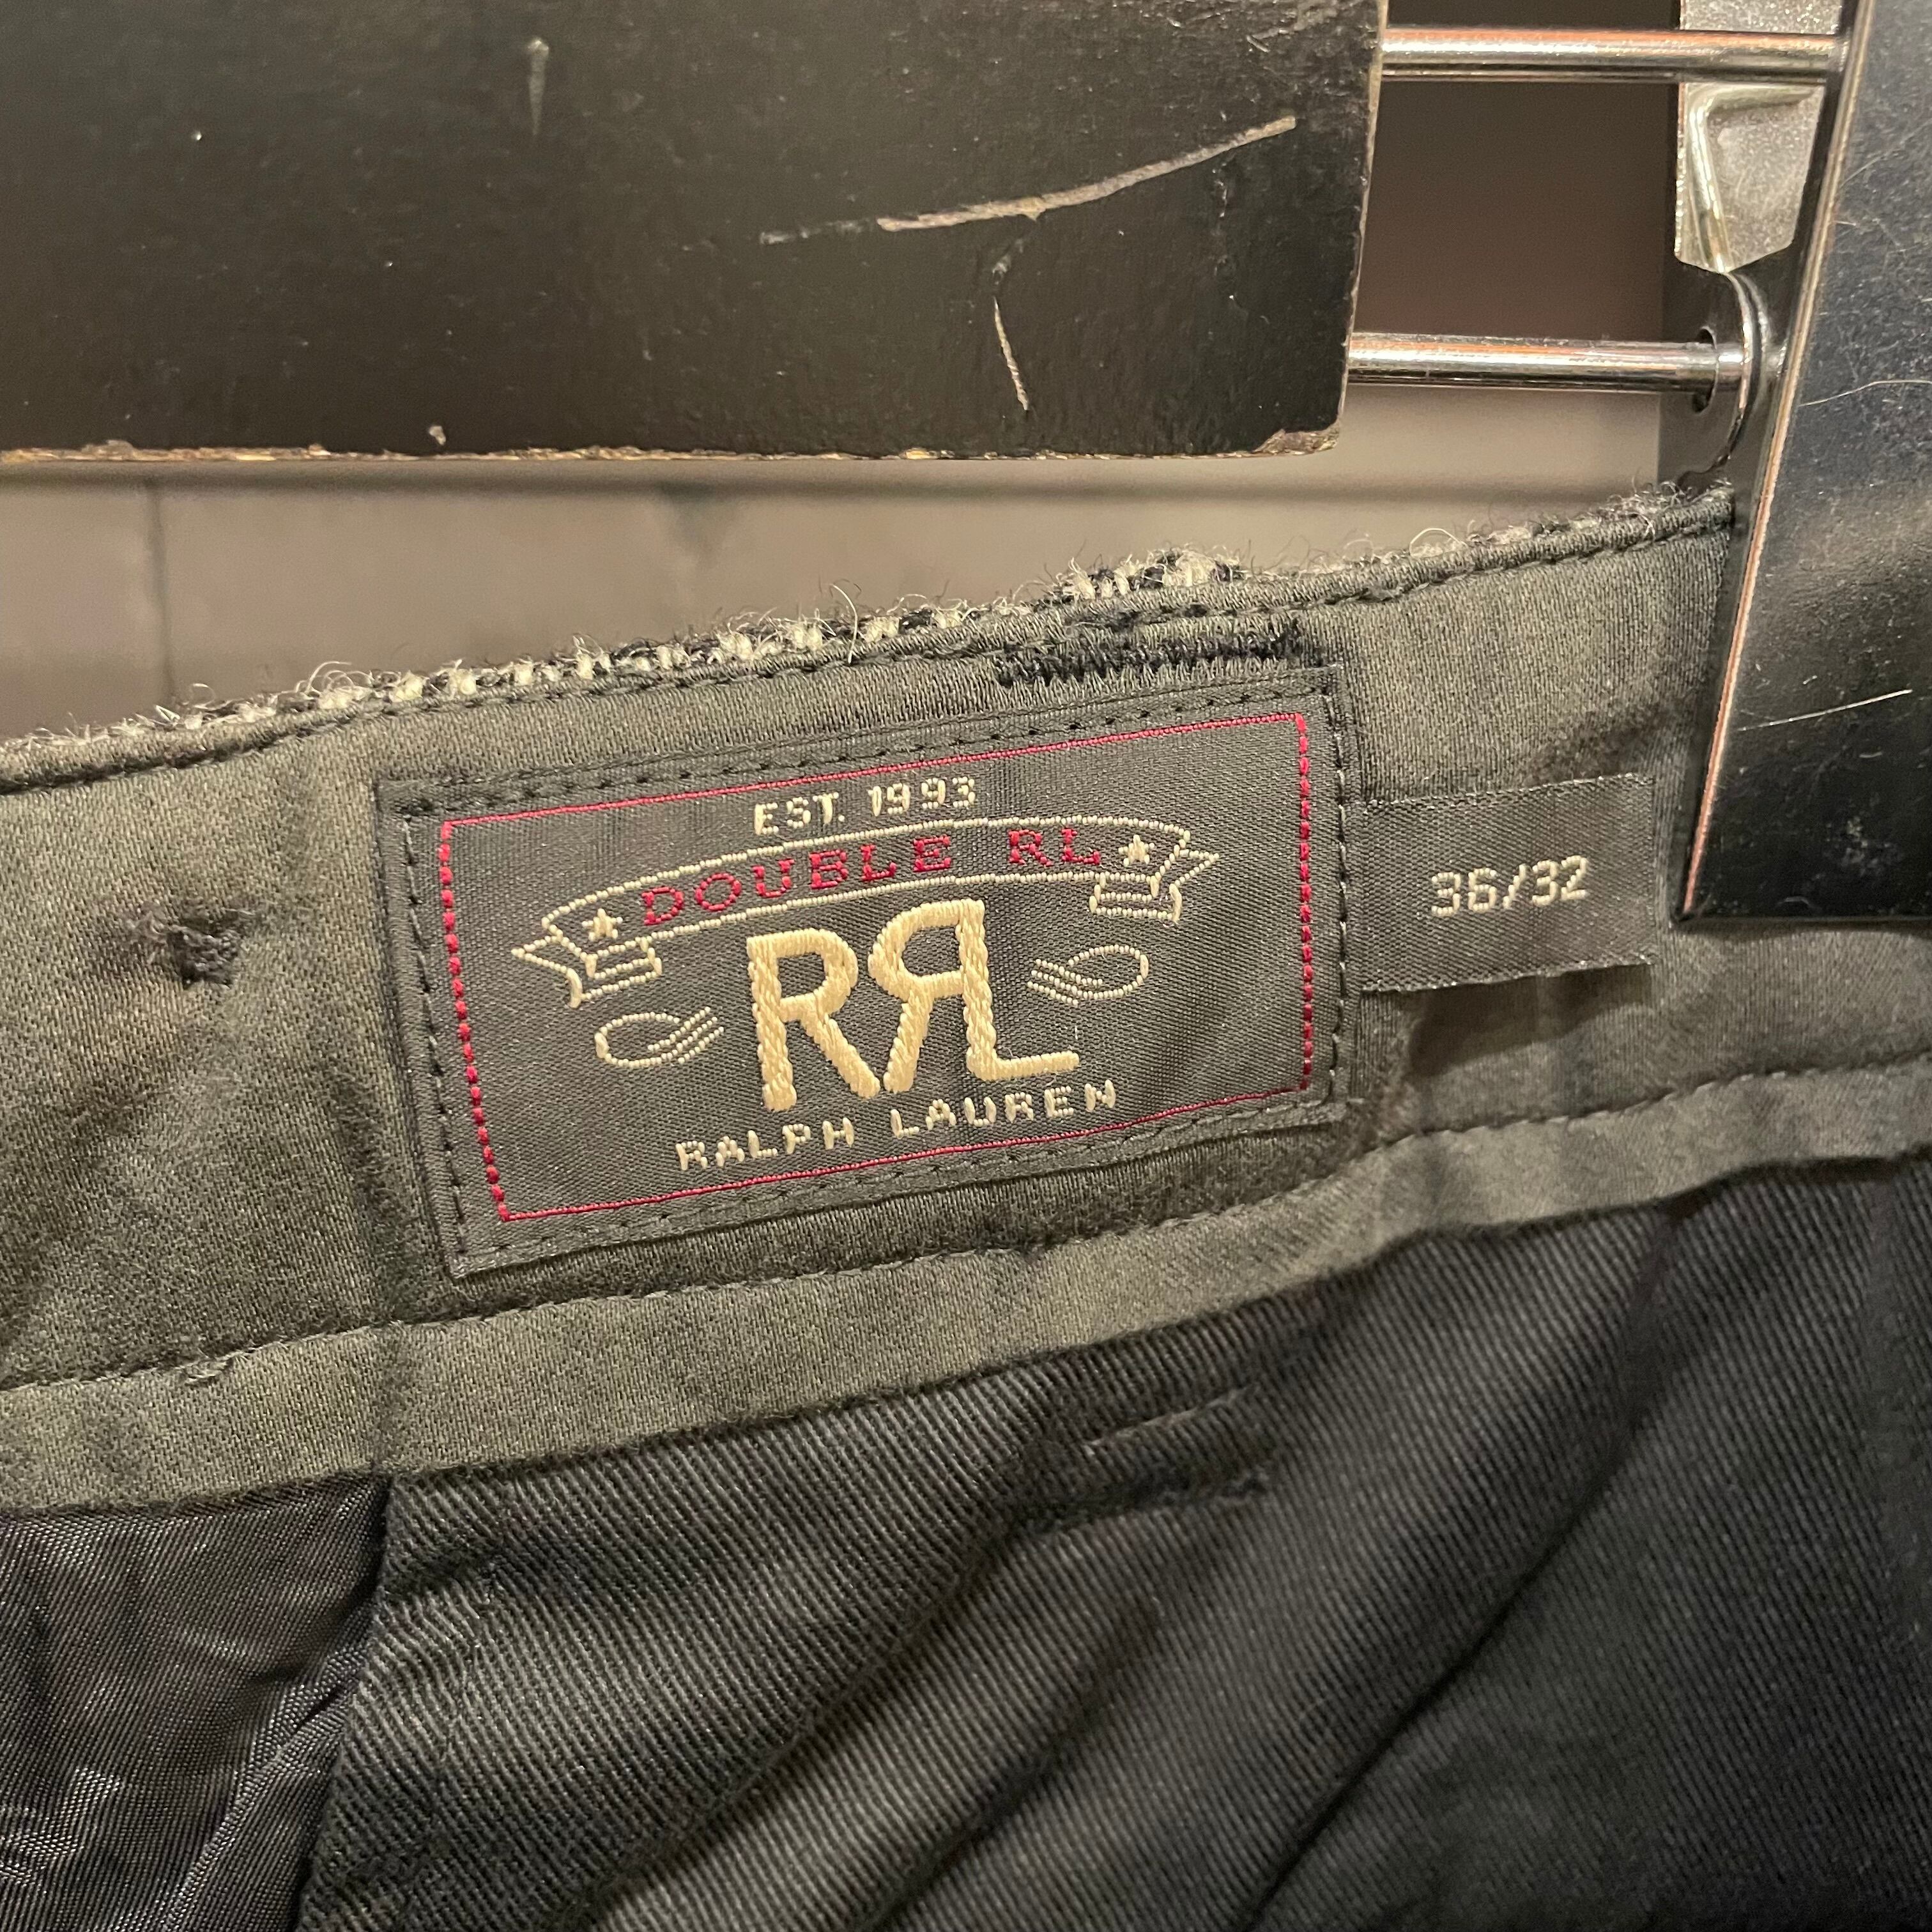 EST. 1993
DOUBLE RL
RRL
RALPH LAUREN
36/32